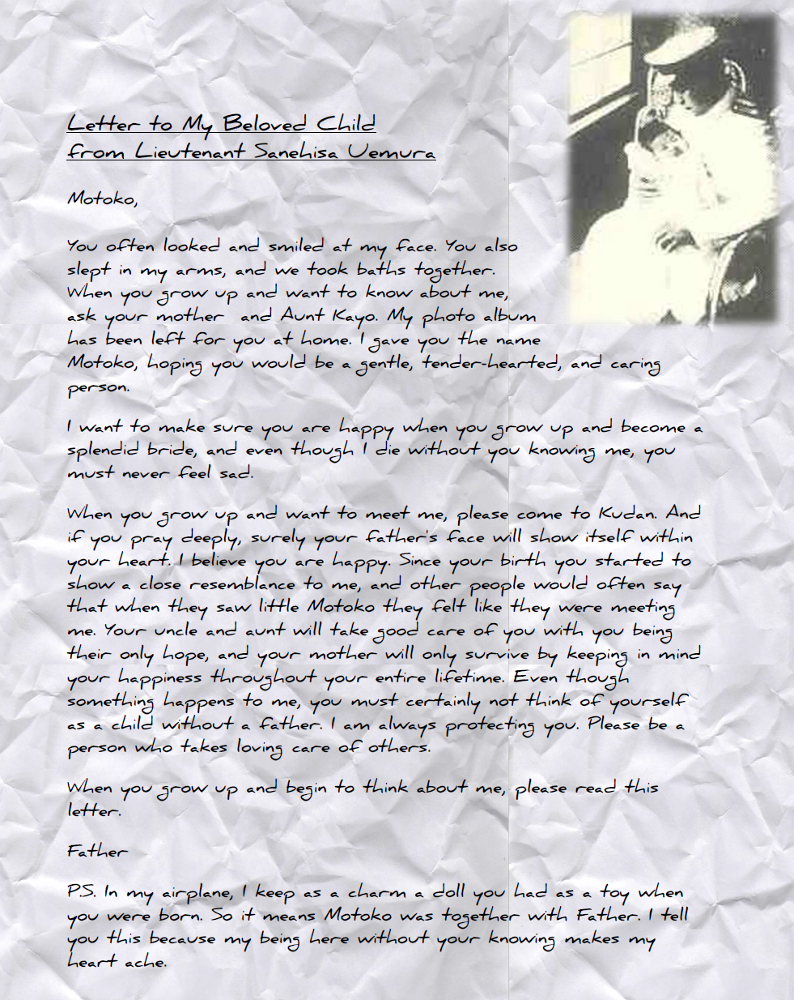 Letter to My Beloved Child
from Lieutenant Sanehisa Uemura
Motoko,
You often looked and smiled at my face. You also
slept in my arms, and we took baths together.
When you grow up and want to know about me,
ask your mother and Aunt Kayo. My photo album
has been left for you at home. I gave you the name
Motoko, hoping you would be a gentle, tender-hearted, and caring
person.
I want to make sure you are happy when you grow up and become a
splendid bride, and even though I die without you knowing me, you
must never feel sad.
When you grow up and want to meet me, please come to Kudan. And
if you pray deeply, surely your father's face will show itself within
your heart. I believe you are happy. Since your birth you started to
show a close resemblance to me, and other people would often say
that when they saw little Motoko they felt like they were meeting
me. Your uncle and aunt will take good care of you with you being
their only hope, and your mother will only survive by keeping in mind
your happiness throughout your entire lifetime. Even though
something happens to me, you must certainly not think of yourself
as a child without a father. I am always protecting you. Please be a
person who takes loving care of others.
When you grow up and begin to think about me, please read this
letter.
Father
P.S. In my airplane, I keep as a charm a doll you had as a toy when
you were born. So it means Motoko was together with Father. I tell
you this because my being here without your knowing makes my
heart ache.